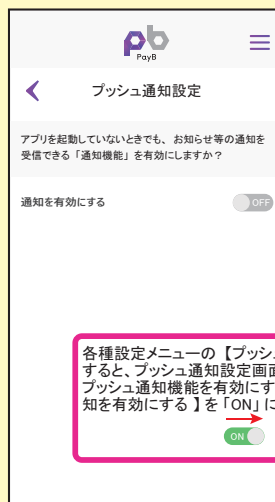 pb
PayB
プッシュ通知設定
アプリを起動していないときでも、お知らせ等の通知を
受信できる「通知機能」を有効にしますか？
通知を有効にする
OFF
各種設定メニューの【プッシュ
すると、プッシュ通知設定画面
プッシュ通知機能を有効にす
知を有効にする】を「ON」に
ON